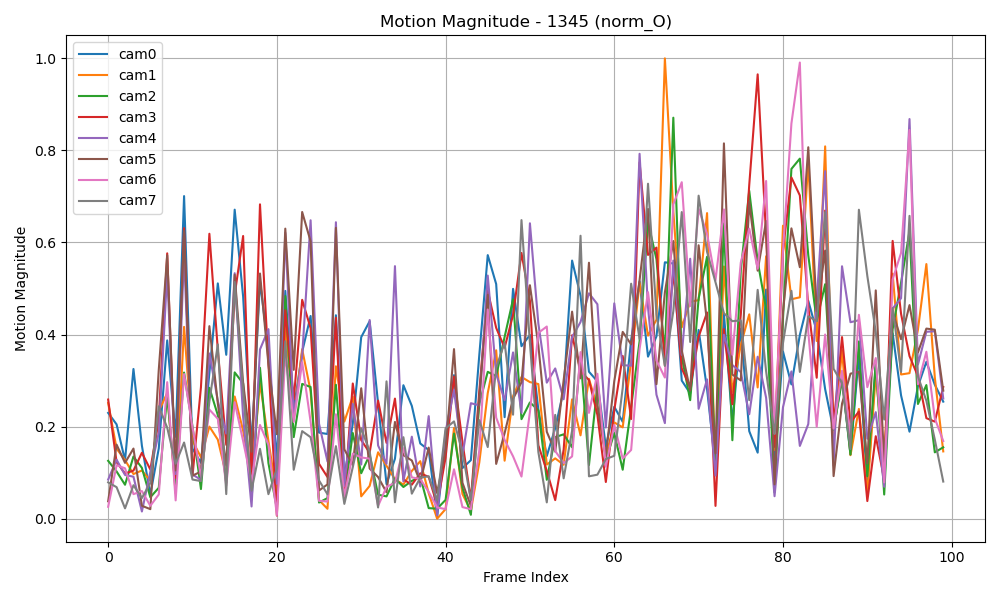 Motion Magnitude - 1345 (norm_O)
cam0
cam1
cam2
cam3
cam4
cam5
cam6
cam7
Motion Magnitude
1.0
0.8
0.6
0.4
0.2
0.0
0
20
40
60
80
100
Frame Index